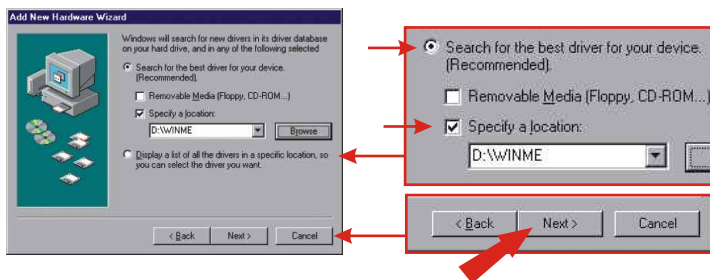 Add New Hardware Wizard
Windows will search for new drivers in its driver database
on your hard drive, and in any of the following selected
Search for the best driver for your device.
(Recommended).
Removable Media (Floppy, CD-ROM...)
Specify a location:
D:\WINME
Browse
Display a list of all the drivers in a specific location, so
you can select the driver you want.
< Back
Next >
Cancel
Search for the best driver for your device.
(Recommended).
Removable Media (Floppy, CD-ROM...)
Specify a location:
D:\WINME
< Back
Next >
Cancel